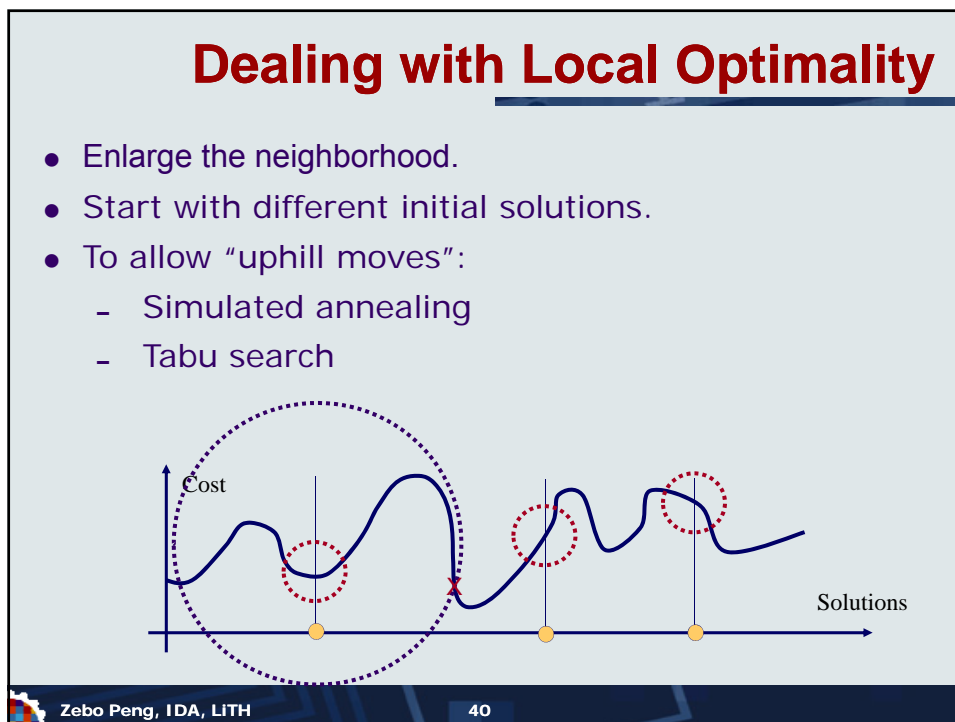 Dealing with Local Optimality
● Enlarge the neighborhood.
● Start with different initial solutions.
● To allow “uphill moves”:
– Simulated annealing
– Tabu search
Cost
X
Solutions
Zebo Peng, IDA, LiTH
40